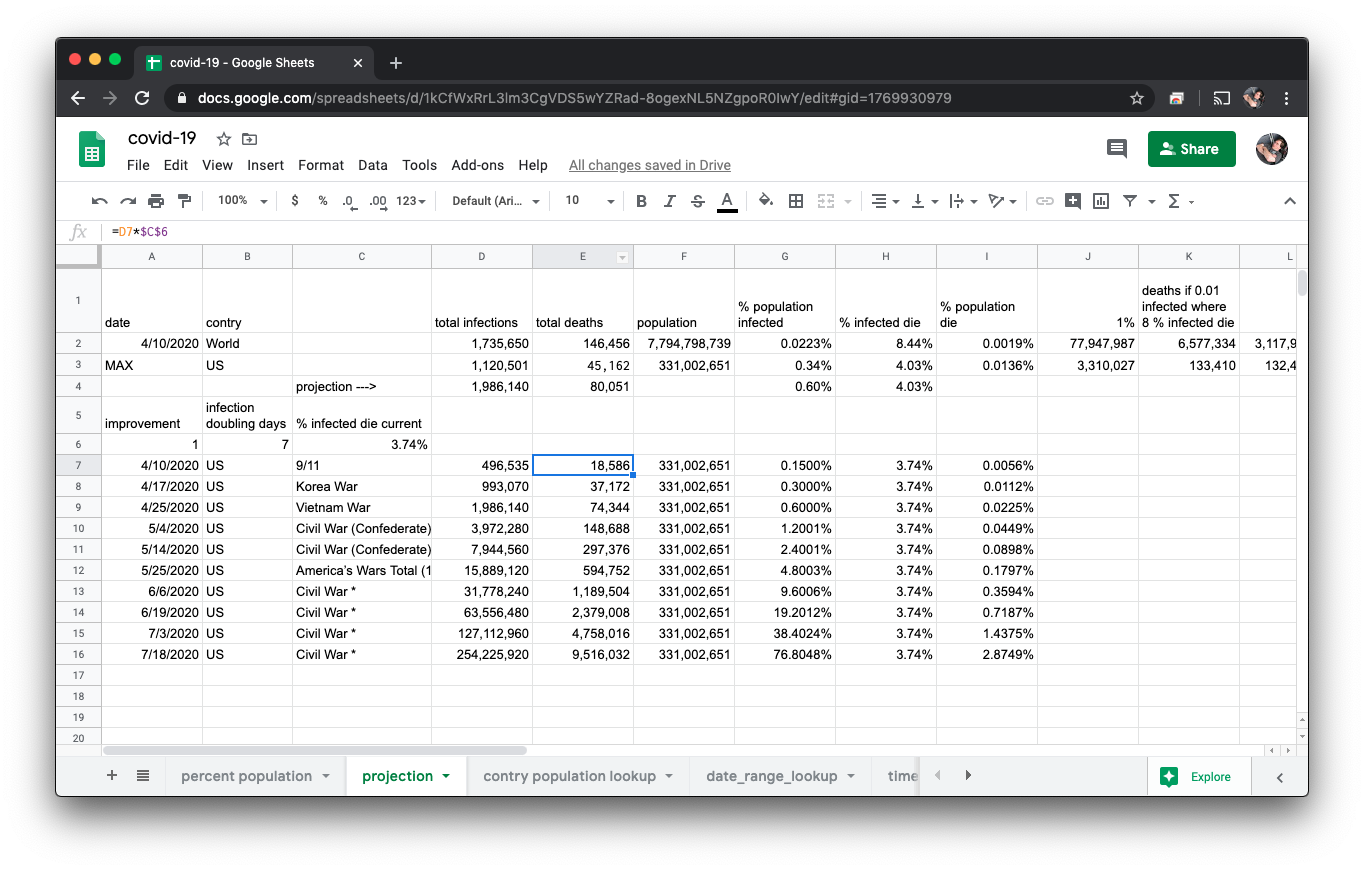 covid-19 - Google Sheets
docs.google.com/spreadsheets/d/1kCfWxRrL3lm3CgVDS5wYZRad-8ogexNL5NZgpoR0IwY/edit#gid=1769930979
covid-19
File Edit View Insert Format Data Tools Add-ons Help All changes saved in Drive
Share
100% $ % .0 .00 123 Default (Ari... 10 B I S A
fx =D7*$C$6
A B C D E F G H I J K L
1 date contry total infections total deaths population % population infected % infected die % population die 1% deaths if 0.01 infected where 8 % infected die
2 4/10/2020 World 1,735,650 146,456 7,794,798,739 0.0223% 8.44% 0.0019% 77,947,987 6,577,334 3,117,9
3 MAX US 1,120,501 45,162 331,002,651 0.34% 4.03% 0.0136% 3,310,027 133,410 132,4
4 projection ---> 1,986,140 80,051 0.60% 4.03%
5 improvement infection doubling days % infected die current
6 1 7 3.74%
7 4/10/2020 US 9/11 496,535 18,586 331,002,651 0.1500% 3.74% 0.0056%
8 4/17/2020 US Korea War 993,070 37,172 331,002,651 0.3000% 3.74% 0.0112%
9 4/25/2020 US Vietnam War 1,986,140 74,344 331,002,651 0.6000% 3.74% 0.0225%
10 5/4/2020 US Civil War (Confederate) 3,972,280 148,688 331,002,651 1.2001% 3.74% 0.0449%
11 5/14/2020 US Civil War (Confederate) 7,944,560 297,376 331,002,651 2.4001% 3.74% 0.0898%
12 5/25/2020 US America's Wars Total (1 15,889,120 594,752 331,002,651 4.8003% 3.74% 0.1797%
13 6/6/2020 US Civil War * 31,778,240 1,189,504 331,002,651 9.6006% 3.74% 0.3594%
14 6/19/2020 US Civil War * 63,556,480 2,379,008 331,002,651 19.2012% 3.74% 0.7187%
15 7/3/2020 US Civil War * 127,112,960 4,758,016 331,002,651 38.4024% 3.74% 1.4375%
16 7/18/2020 US Civil War * 254,225,920 9,516,032 331,002,651 76.8048% 3.74% 2.8749%
17
18
19
20
percent population projection contry population lookup date_range_lookup time Explore